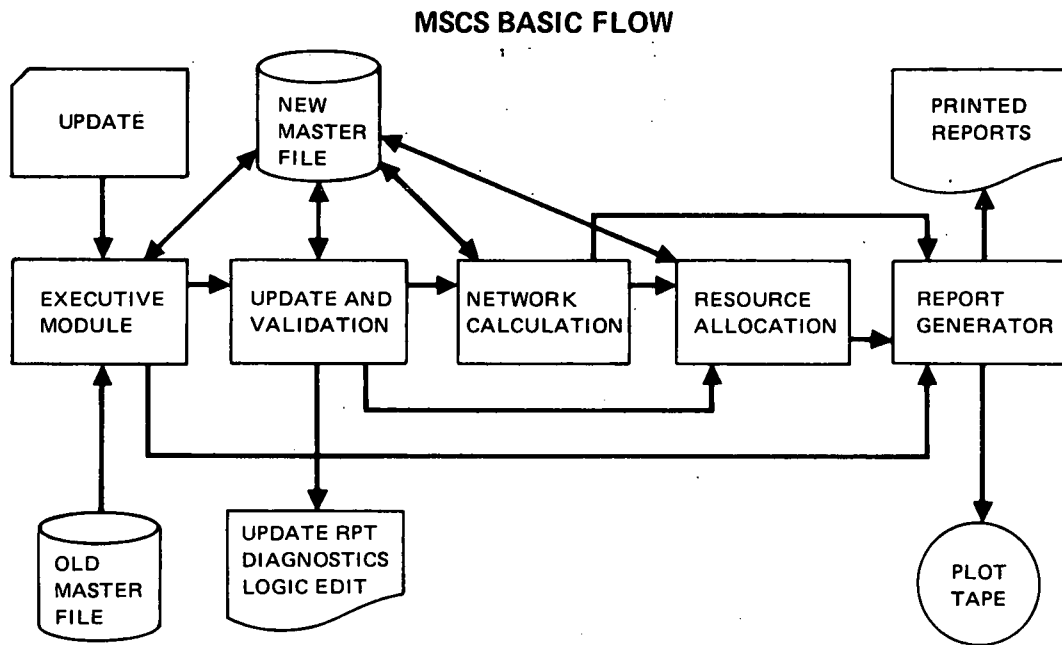 MSCS BASIC FLOW
UPDATE
NEW
MASTER
FILE
PRINTED
REPORTS
EXECUTIVE
MODULE
UPDATE AND
VALIDATION
NETWORK
CALCULATION
RESOURCE
ALLOCATION
REPORT
GENERATOR
OLD
MASTER
FILE
UPDATE RPT
DIAGNOSTICS
LOGIC EDIT
PLOT
TAPE